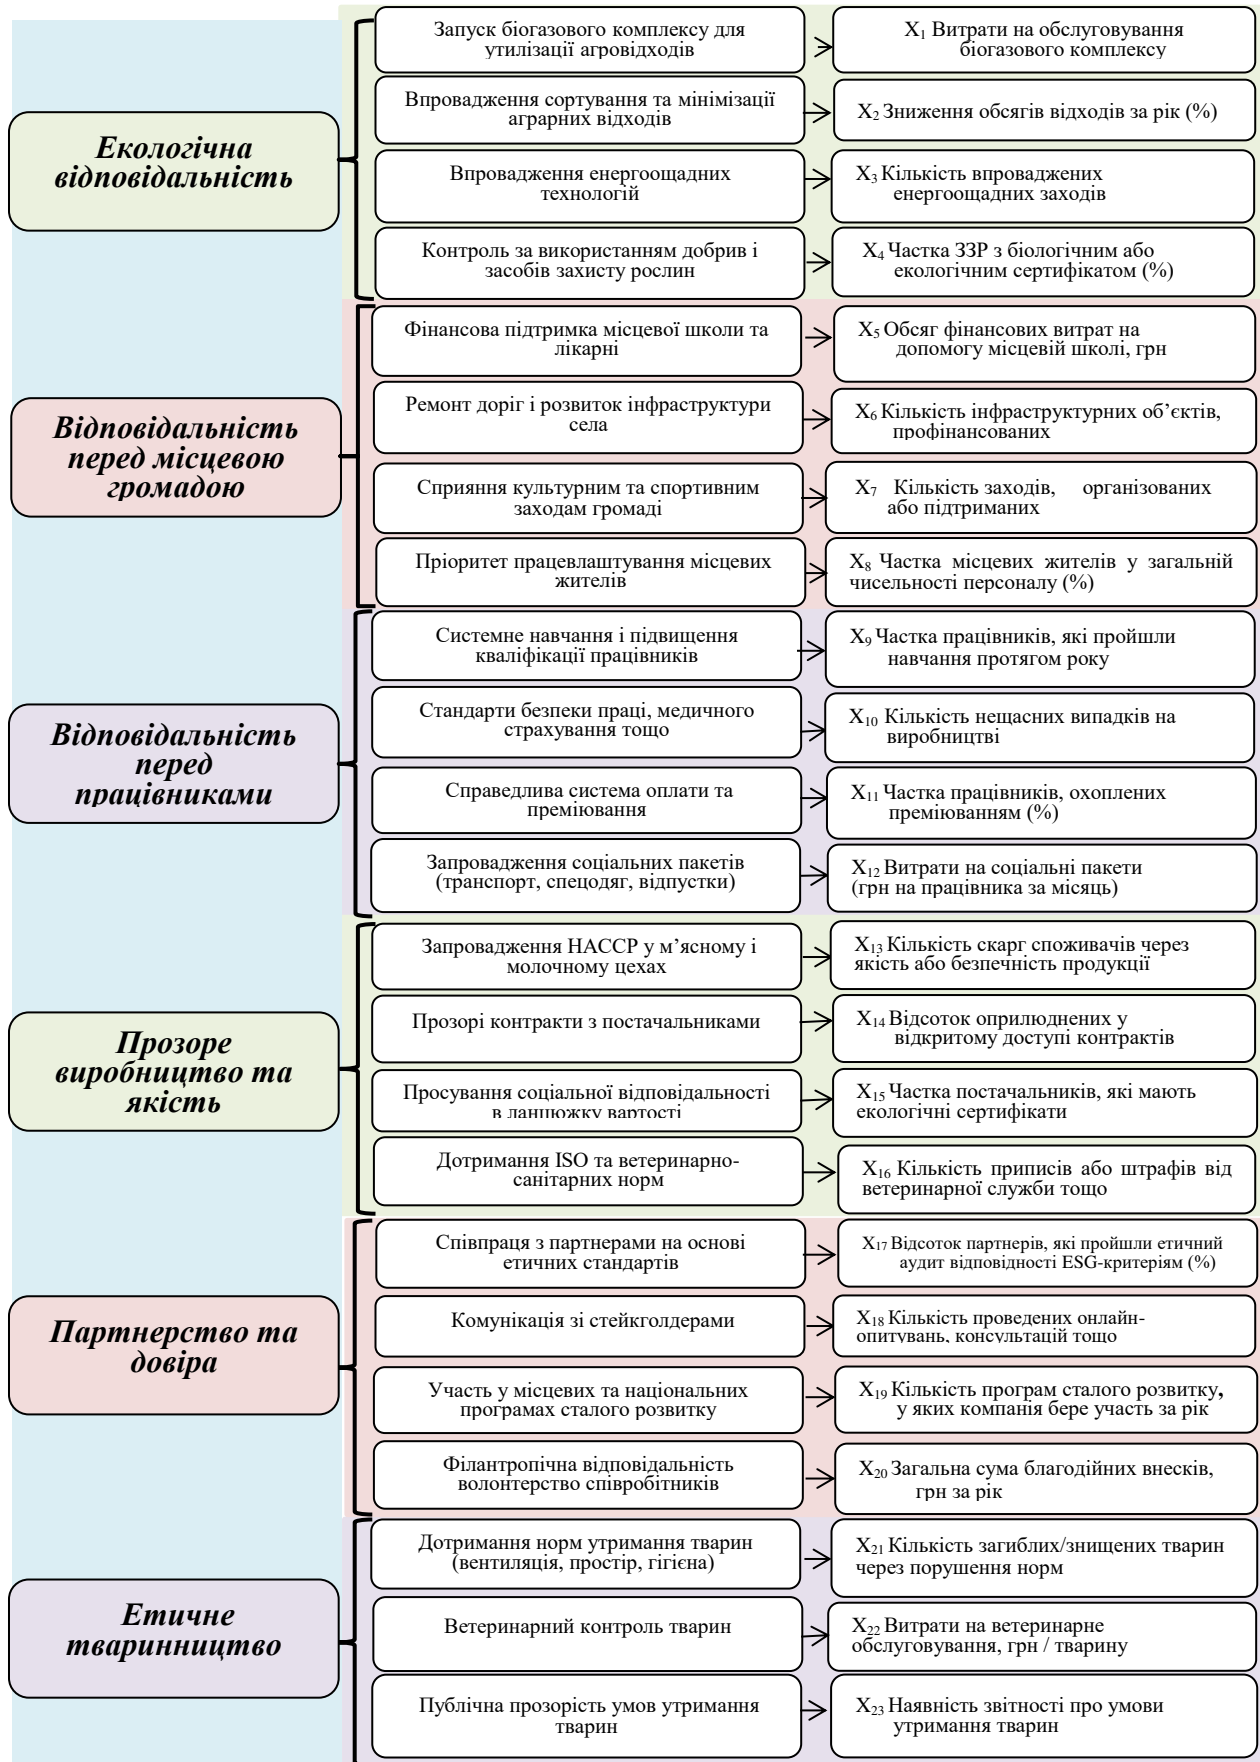 Екологічна
відповідальність
Запуск біогазового комплексу для
утилізації агровідходів
X₁ Витрати на обслуговування
біогазового комплексу
Впровадження сортування та мінімізації
аграрних відходів
X₂ Зниження обсягів відходів за рік (%)
Впровадження енергоощадних
технологій
X₃ Кількість впроваджених
енергоощадних заходів
Контроль за використанням добрив і
засобів захисту рослин
X₄ Частка ЗЗР з біологічним або
екологічним сертифікатом (%)
Відповідальність
перед місцевою
громадою
Фінансова підтримка місцевої школи та
лікарні
X₅ Обсяг фінансових витрат на
допомогу місцевій школі, грн
Ремонт доріг і розвиток інфраструктури
села
X₆ Кількість інфраструктурних об’єктів,
профінансованих
Сприяння культурним та спортивним
заходам громаді
X₇ Кількість заходів, організованих
або підтриманих
Пріоритет працевлаштування місцевих
жителів
X₈ Частка місцевих жителів у загальній
чисельності персоналу (%)
Відповідальність
перед
працівниками
Системне навчання і підвищення
кваліфікації працівників
X₉ Частка працівників, які пройшли
навчання протягом року
Стандарти безпеки праці, медичного
страхування тощо
X₁₀ Кількість нещасних випадків на
виробництві
Справедлива система оплати та
преміювання
X₁₁ Частка працівників, охоплених
преміюванням (%)
Запровадження соціальних пакетів
(транспорт, спецодяг, відпустки)
X₁₂ Витрати на соціальні пакети
(грн на працівника за місяць)
Прозоре
виробництво та
якість
Запровадження НАССР у м’ясному і
молочному цехах
X₁₃ Кількість скарг споживачів через
якість або безпечність продукції
Прозорі контракти з постачальниками
X₁₄ Відсоток оприлюднених у
відкритому доступі контрактів
Просування соціальної відповідальності
в ланцюжку вартості
X₁₅ Частка постачальників, які мають
екологічні сертифікати
Дотримання ISO та ветеринарно-
санітарних норм
X₁₆ Кількість приписів або штрафів від
ветеринарної служби тощо
Партнерство та
довіра
Співпраця з партнерами на основі
етичних стандартів
X₁₇ Відсоток партнерів, які пройшли етичний
аудит відповідності ESG-критеріям (%)
Комунікація зі стейкголдерами
X₁₈ Кількість проведених онлайн-
опитувань, консультацій тощо
Участь у місцевих та національних
програмах сталого розвитку
X₁₉ Кількість програм сталого розвитку,
у яких компанія бере участь за рік
Філантропічна відповідальність
волонтерство співробітників
X₂₀ Загальна сума благодійних внесків,
грн за рік
Етичне
тваринництво
Дотримання норм утримання тварин
(вентиляція, простір, гігієна)
X₂₁ Кількість загиблих/знищених тварин
через порушення норм
Ветеринарний контроль тварин
X₂₂ Витрати на ветеринарне
обслуговування, грн / тварину
Публічна прозорість умов утримання
тварин
X₂₃ Наявність звітності про умови
утримання тварин